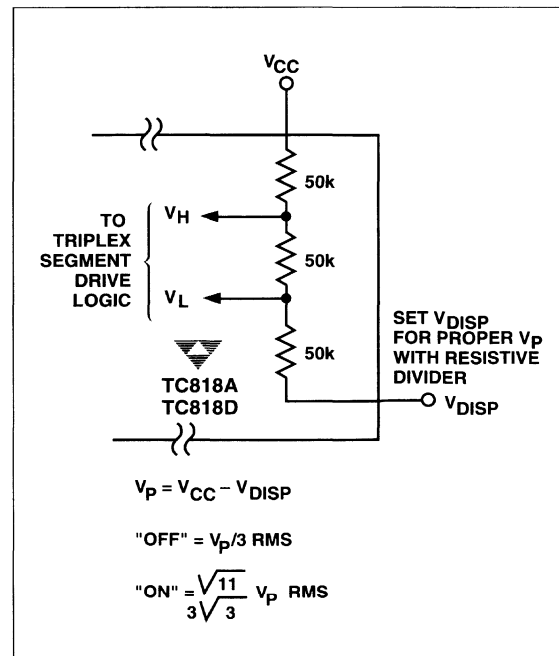 VCC
50k
TO
TRIPLEX
SEGMENT
DRIVE
LOGIC
VH
50k
VL
50k
SET VDISP
FOR PROPER VP
WITH RESISTIVE
DIVIDER
TC818A
TC818D
VDISP
VP = VCC – VDISP
"OFF" = VP/3 RMS
"ON" = √11 / 3√3 VP RMS